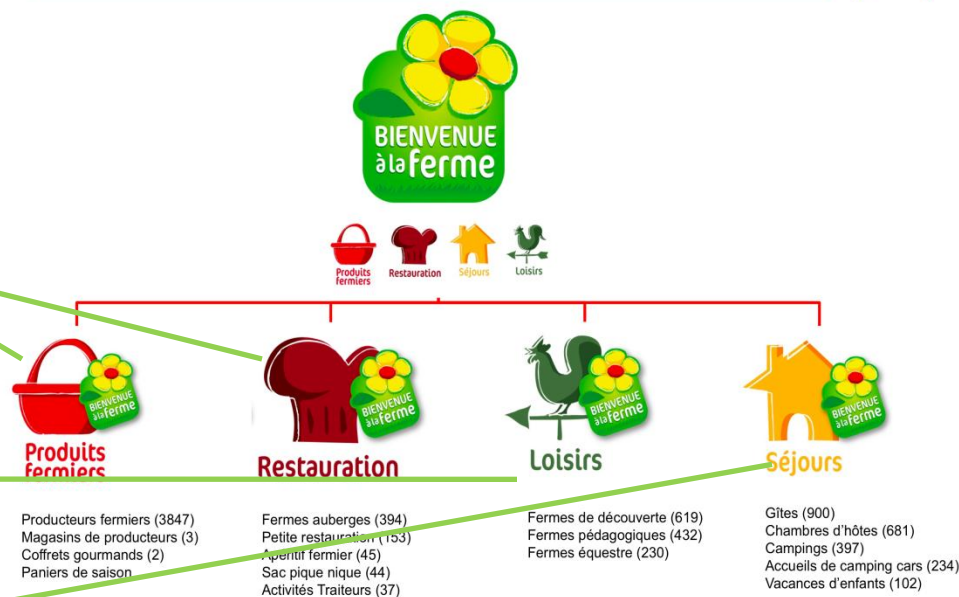 BIENVENUE
à la ferme
Produits
fermiers
Restauration
Séjours
Loisirs
BIENVENUE
à la ferme
Produits
fermiers
BIENVENUE
à la ferme
Restauration
BIENVENUE
à la ferme
Loisirs
BIENVENUE
à la ferme
Séjours
Producteurs fermiers (3847)
Magasins de producteurs (3)
Coffrets gourmands (2)
Paniers de saison
Fermes auberges (394)
Petite restauration (153)
Apéritif fermier (45)
Sac pique nique (44)
Activités Traiteurs (37)
Fermes de découverte (619)
Fermes pédagogiques (432)
Fermes équestre (230)
Gîtes (900)
Chambres d'hôtes (681)
Campings (397)
Accueils de camping cars (234)
Vacances d'enfants (102)